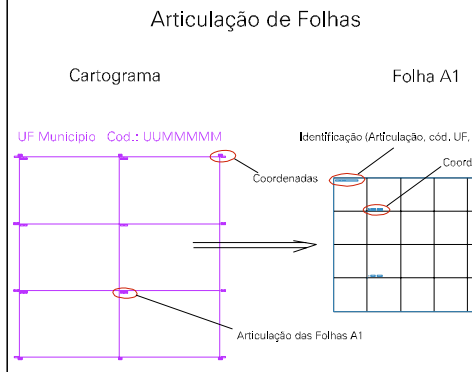 Articulação de Folhas
Cartograma
Folha A1
UF Município Cod.: UUMMMMM
Identificação (Articulação, cód. UF,
Coordenadas
Coord
Articulação das Folhas A1